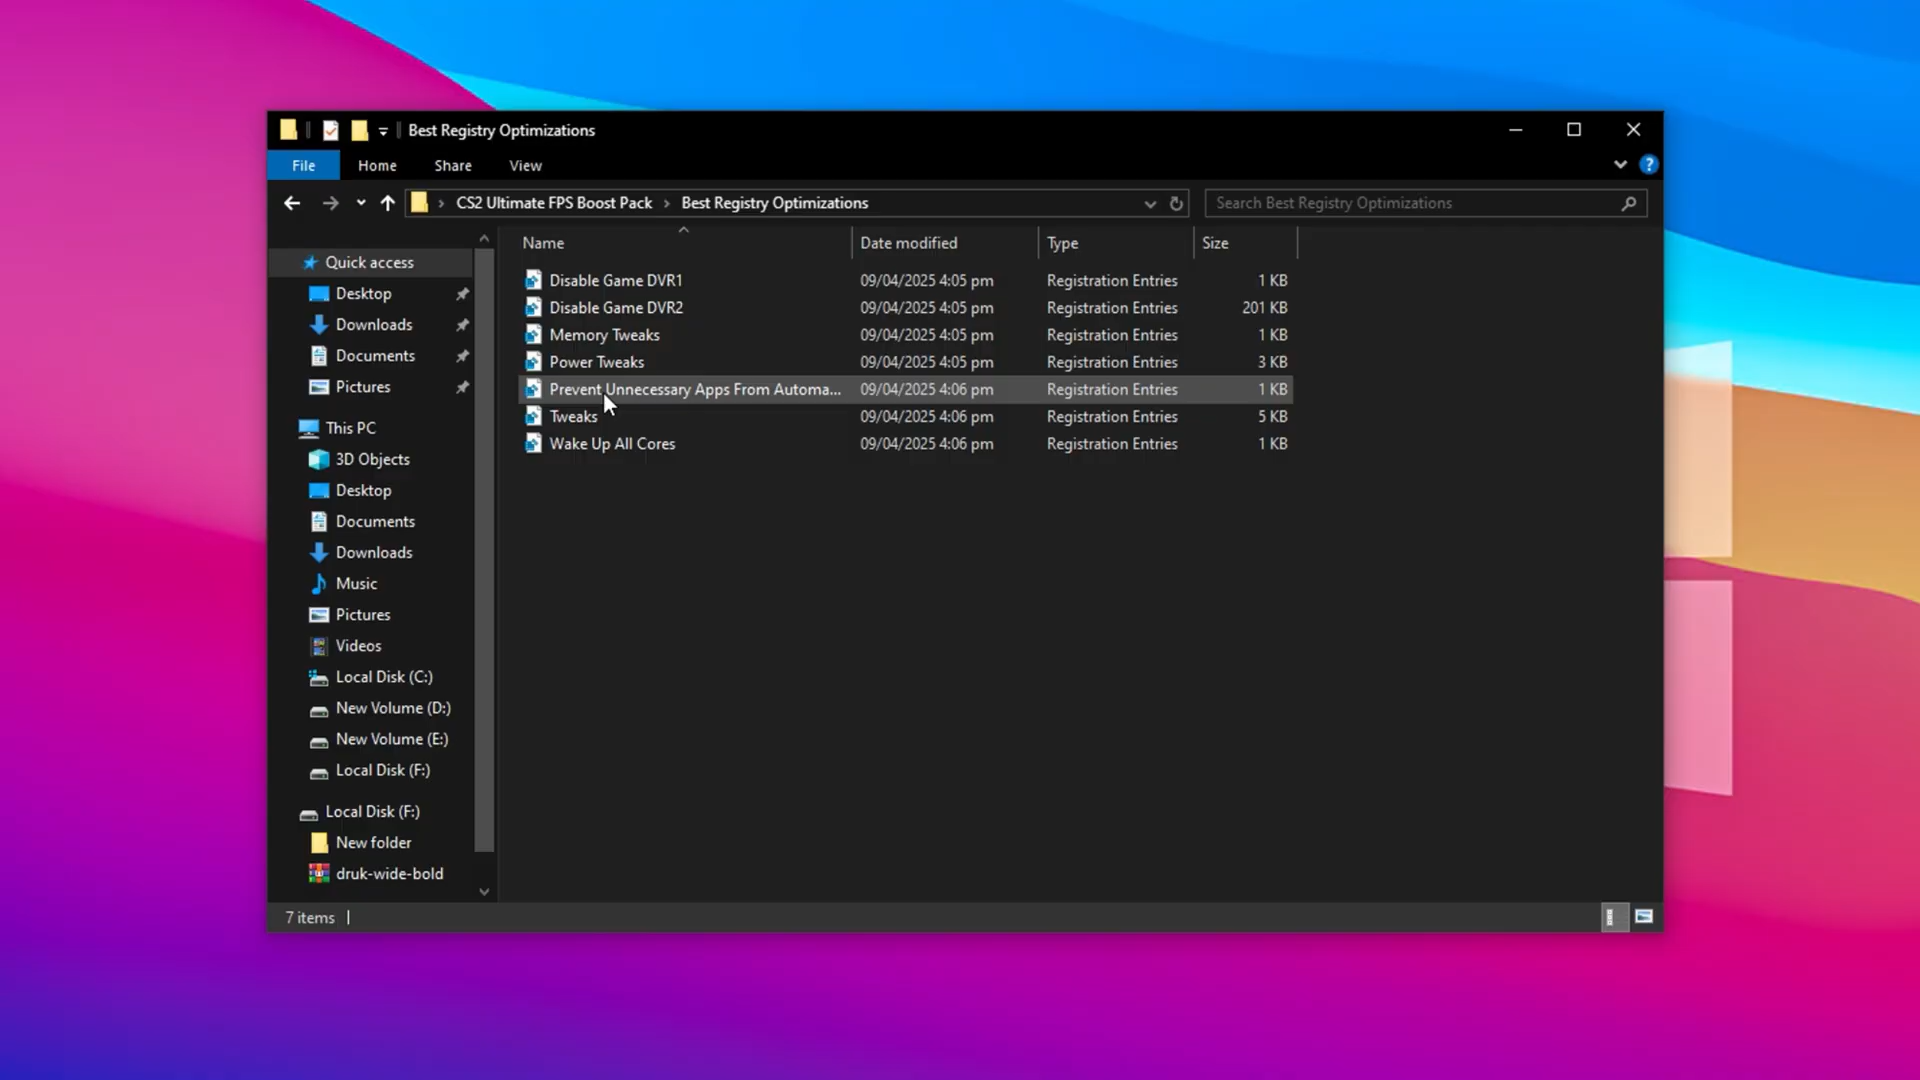 Best Registry Optimizations
File Home Share View
CS2 Ultimate FPS Boost Pack Best Registry Optimizations
Search Best Registry Optimizations
Quick access
Desktop
Downloads
Documents
Pictures
This PC
3D Objects
Desktop
Documents
Downloads
Music
Pictures
Videos
Local Disk (C:)
New Volume (D:)
New Volume (E:)
Local Disk (F:)
Local Disk (F:)
New folder
druk-wide-bold
Name Date modified Type Size
Disable Game DVR1 09/04/2025 4:05 pm Registration Entries 1 KB
Disable Game DVR2 09/04/2025 4:05 pm Registration Entries 201 KB
Memory Tweaks 09/04/2025 4:05 pm Registration Entries 1 KB
Power Tweaks 09/04/2025 4:05 pm Registration Entries 3 KB
Prevent Unnecessary Apps From Automa... 09/04/2025 4:06 pm Registration Entries 1 KB
Tweaks 09/04/2025 4:06 pm Registration Entries 5 KB
Wake Up All Cores 09/04/2025 4:06 pm Registration Entries 1 KB
7 items